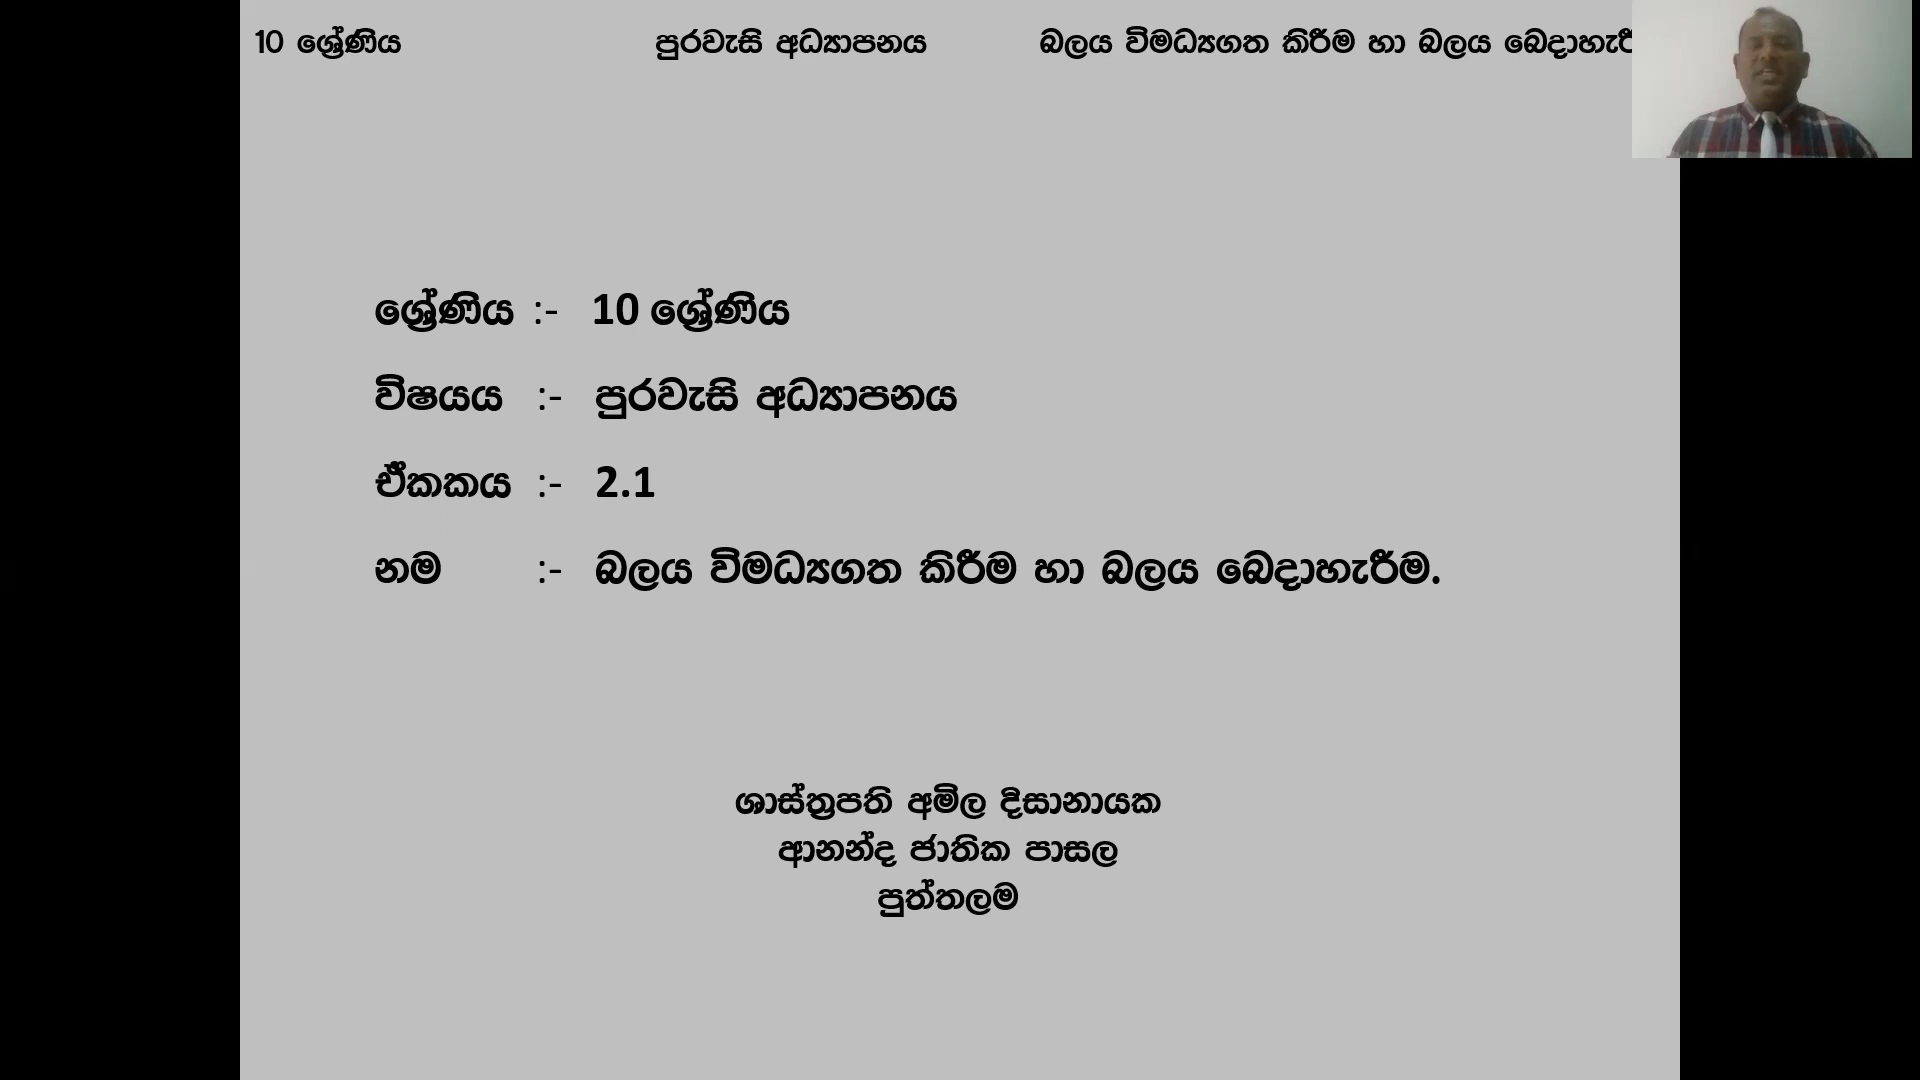 10 ශ්‍රේණිය පුරවැසි අධ්‍යාපනය බලය විමධ්‍යගත කිරීම හා බලය
ශ්‍රේණිය :- 10 ශ්‍රේණිය
විෂයය :- පුරවැසි අධ්‍යාපනය
ඒකකය :- 2.1
නම :- බලය විමධ්‍යගත කිරීම හා බලය බෙදාහැරීම.
ශාස්ත්‍රපති අමිල දිසානායක
ආනන්ද ජාතික පාසල
පුත්තලම